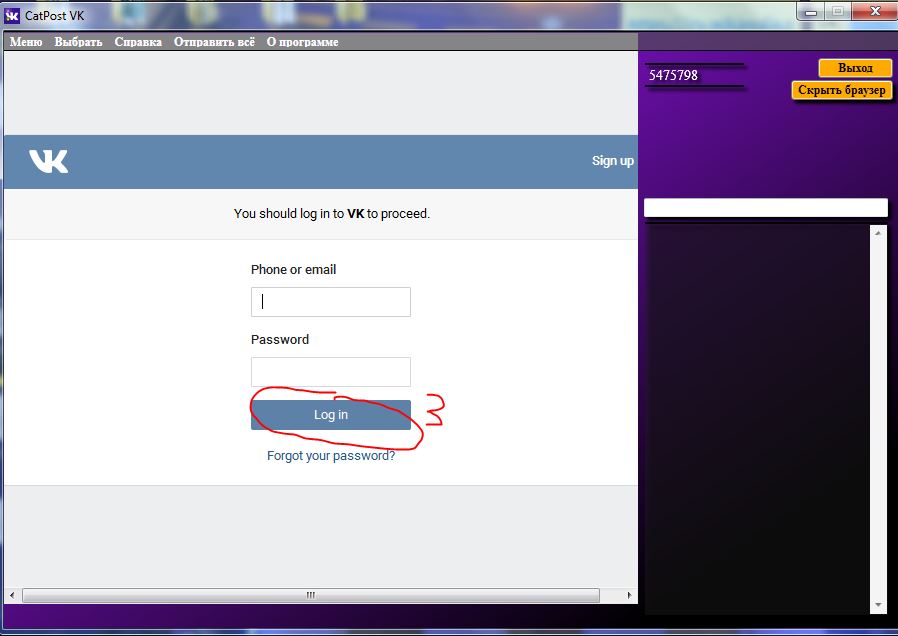 CatPost VK
Меню Выбрать Справка Отправить всё О программе
5475798
Выход
Скрыть браузер
Sign up
You should log in to VK to proceed.
Phone or email
Password
Log in
3
Forgot your password?